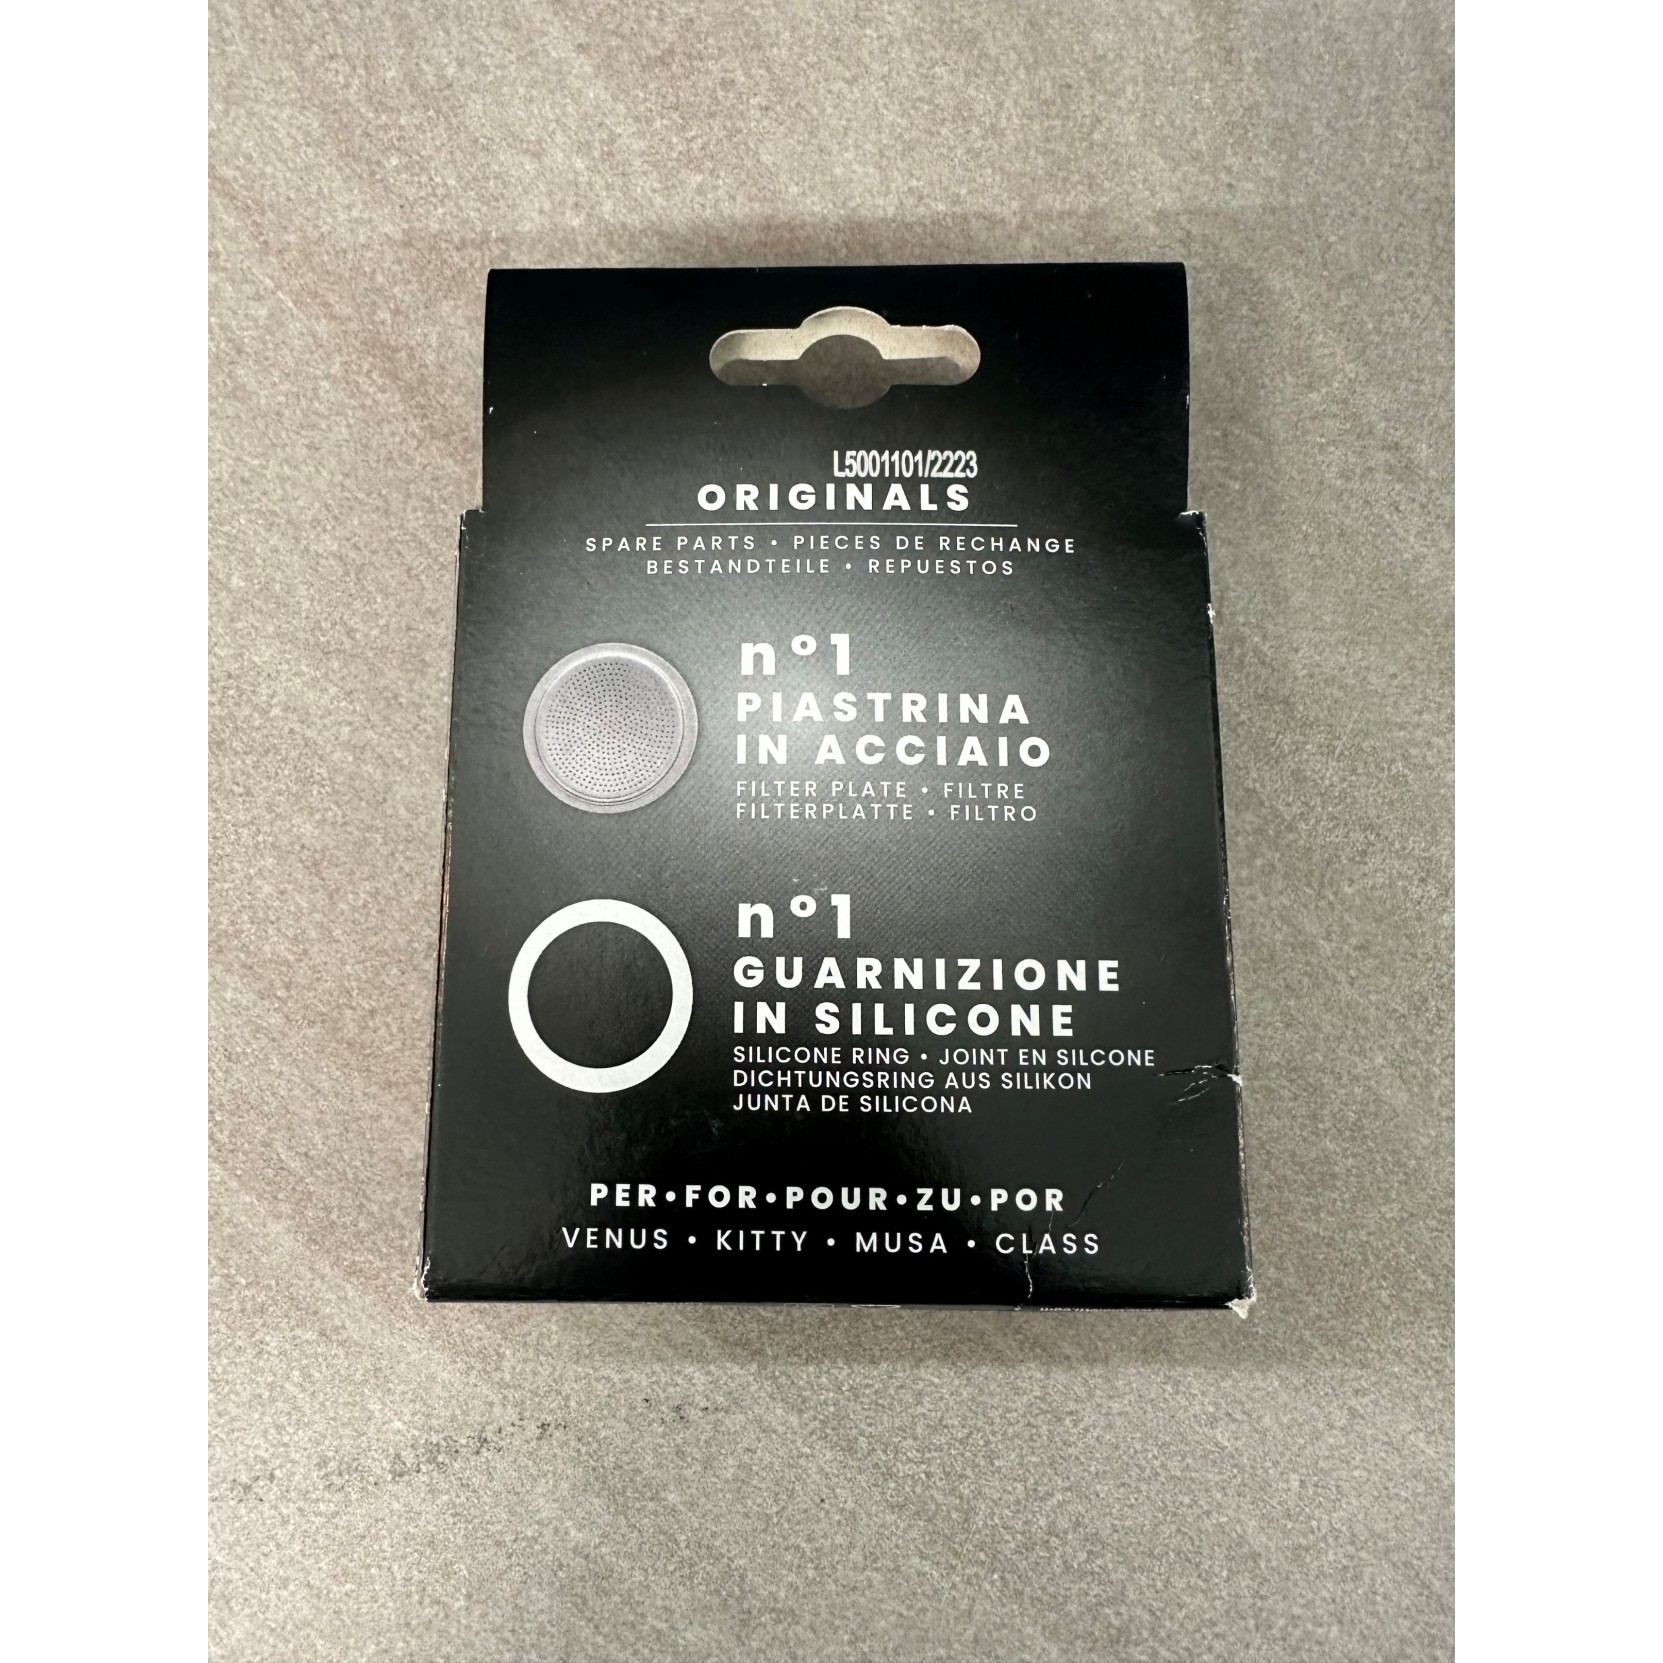 L5001101/2223
ORIGINALS
SPARE PARTS • PIECES DE RECHANGE
BESTANDTEILE • REPUESTOS
n°1
PIASTRINA
IN ACCIAIO
FILTER PLATE • FILTRE
FILTERPLATTE • FILTRO
n°1
GUARNIZIONE
IN SILICONE
SILICONE RING • JOINT EN SILCONE
DICHTUNGSRING AUS SILIKON
JUNTA DE SILICONA
PER•FOR•POUR•ZU•POR
VENUS • KITTY • MUSA • CLASS